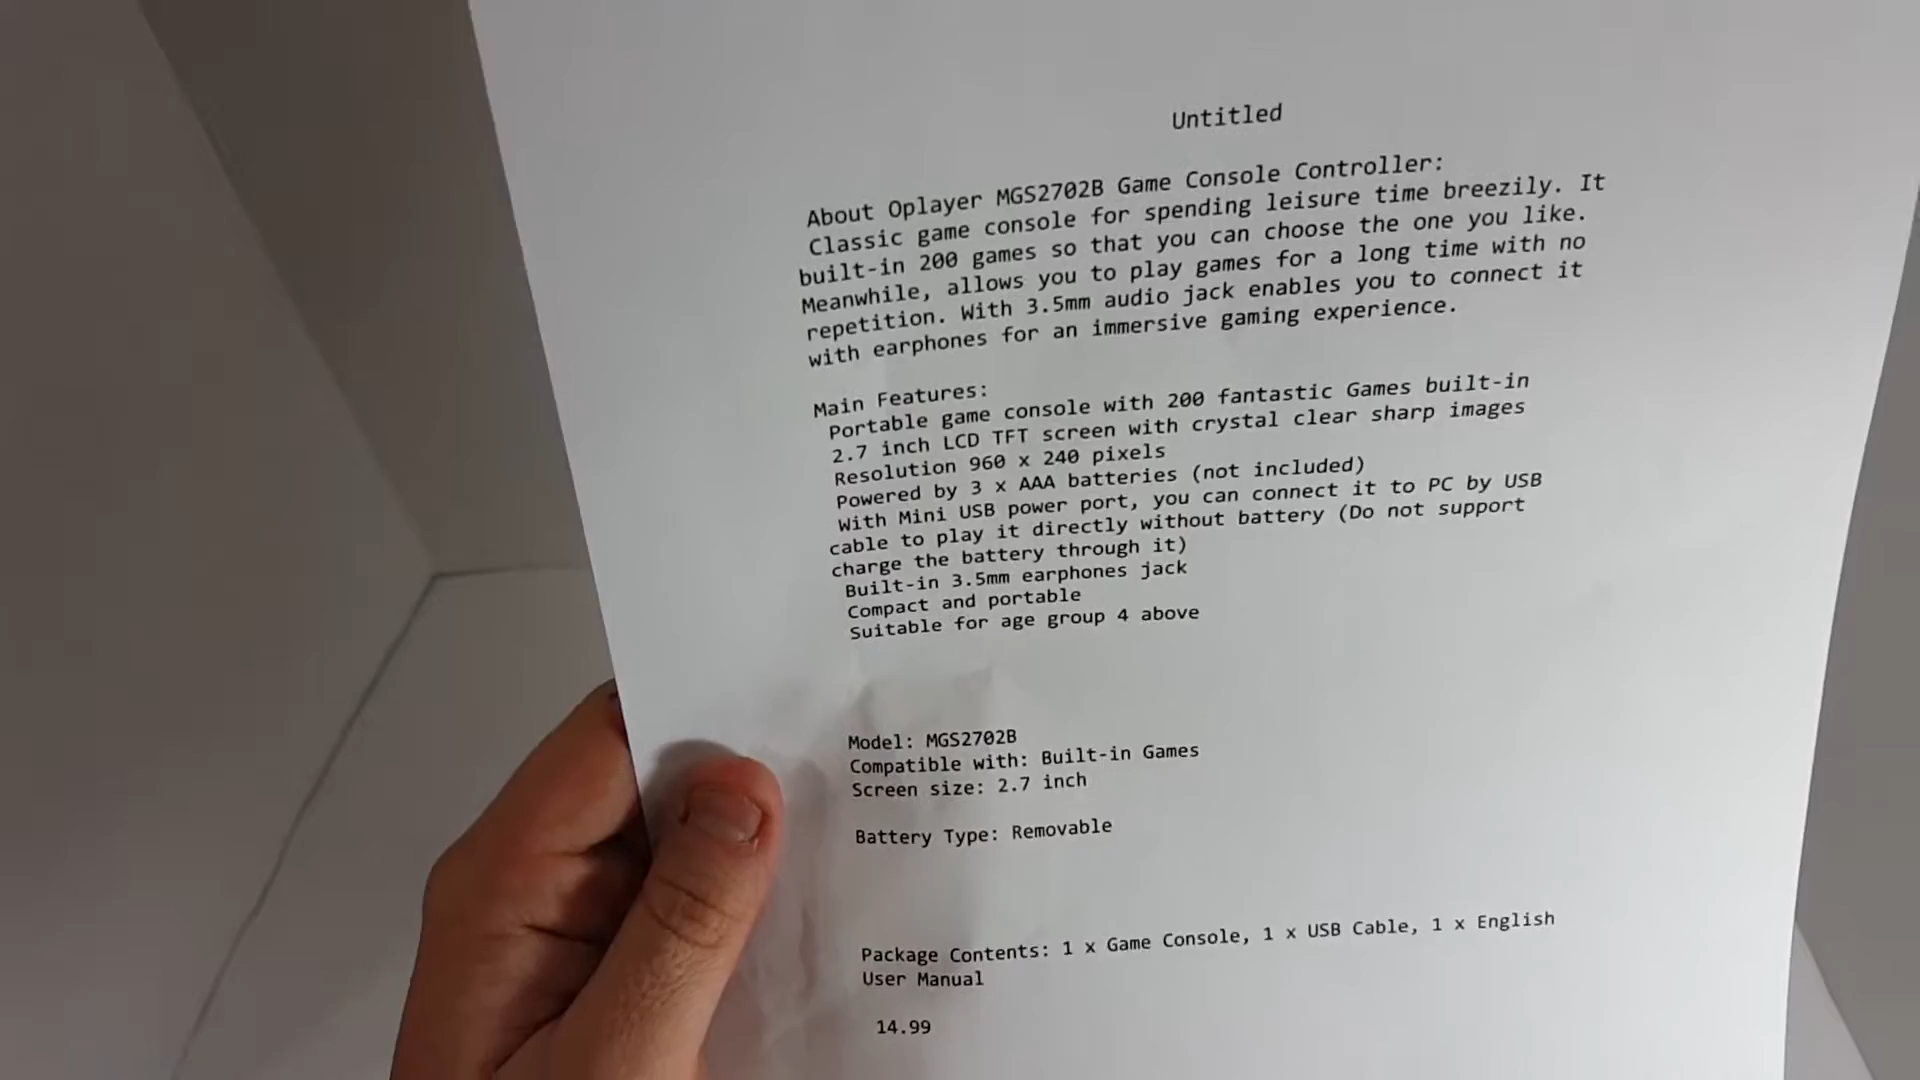 Untitled
About Oplayer MGS2702B Game Console Controller:
Classic game console for spending leisure time breezily. It
built-in 200 games so that you can choose the one you like.
Meanwhile, allows you to play games for a long time with no
repetition. With 3.5mm audio jack enables you to connect it
with earphones for an immersive gaming experience.
Main Features:
Portable game console with 200 fantastic Games built-in
2.7 inch LCD TFT screen with crystal clear sharp images
Resolution 960 x 240 pixels
Powered by 3 x AAA batteries (not included)
With Mini USB power port, you can connect it to PC by USB
cable to play it directly without battery (Do not support
charge the battery through it)
Built-in 3.5mm earphones jack
Compact and portable
Suitable for age group 4 above
Model: MGS2702B
Compatible with: Built-in Games
Screen size: 2.7 inch
Battery Type: Removable
Package Contents: 1 x Game Console, 1 x USB Cable, 1 x English
User Manual
14.99